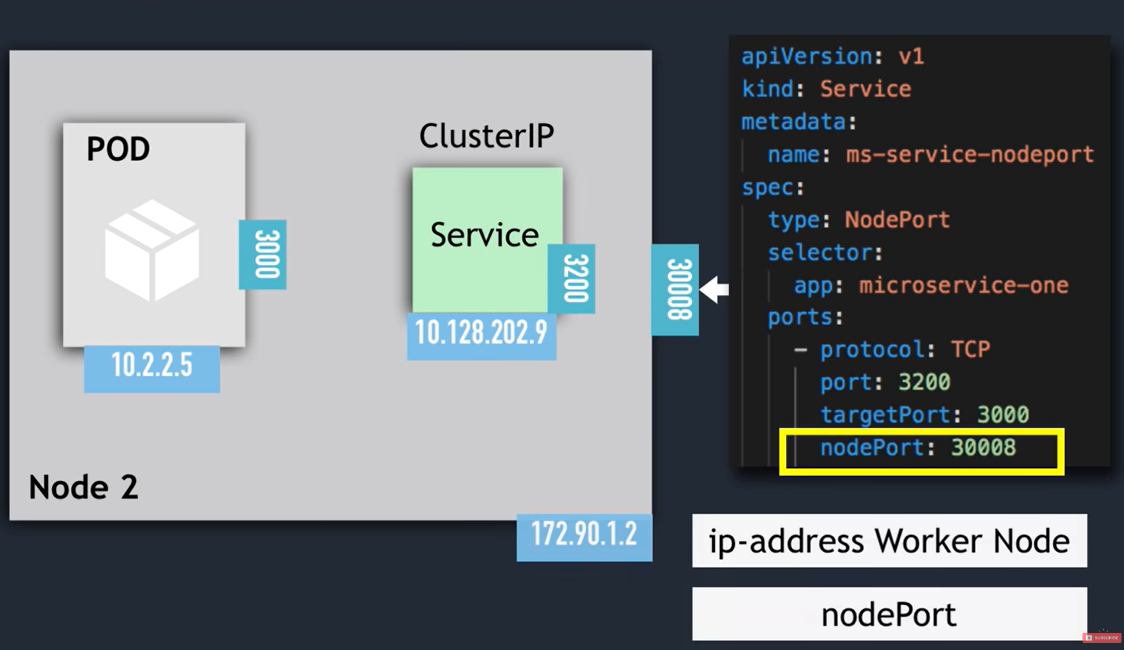 POD
3000
10.2.2.5
ClusterIP
Service
3200
10.128.202.9
30008
Node 2
172.90.1.2
apiVersion: v1
kind: Service
metadata:
name: ms-service-nodeport
spec:
type: NodePort
selector:
app: microservice-one
ports:
- protocol: TCP
port: 3200
targetPort: 3000
nodePort: 30008
ip-address Worker Node
nodePort
SUBSCRIBE